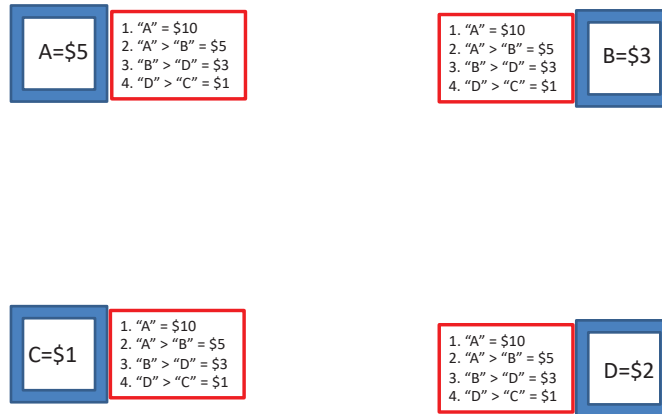 A=$5
1. “A” = $10
2. “A” > “B” = $5
3. “B” > “D” = $3
4. “D” > “C” = $1
1. “A” = $10
2. “A” > “B” = $5
3. “B” > “D” = $3
4. “D” > “C” = $1
B=$3
C=$1
1. “A” = $10
2. “A” > “B” = $5
3. “B” > “D” = $3
4. “D” > “C” = $1
1. “A” = $10
2. “A” > “B” = $5
3. “B” > “D” = $3
4. “D” > “C” = $1
D=$2